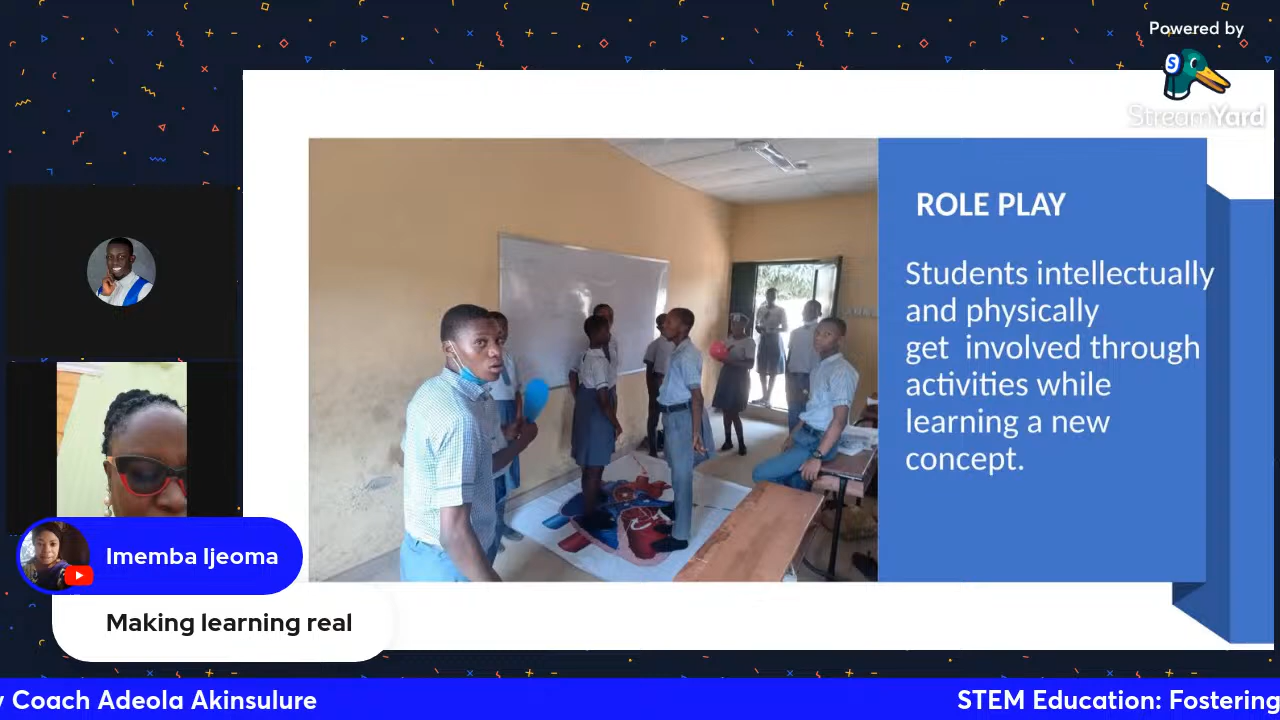 Powered by
StreamYard
ROLE PLAY
Students intellectually
and physically
get  involved through
activities while
learning a new
concept.
Imemba Ijeoma
Making learning real
Coach Adeola Akinsulure
STEM Education: Fostering